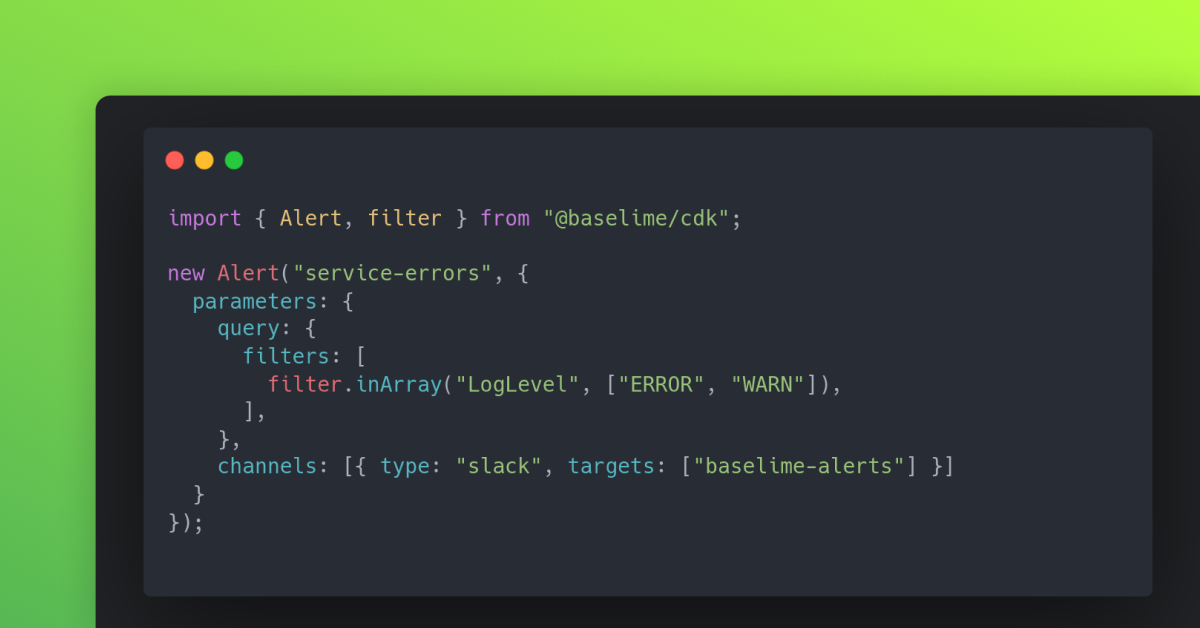 import { Alert, filter } from "@baselime/cdk";

new Alert("service-errors", {
  parameters: {
    query: {
      filters: [
        filter.inArray("LogLevel", ["ERROR", "WARN"]),
      ],
    },
    channels: [{ type: "slack", targets: ["baselime-alerts"] }]
  }
});